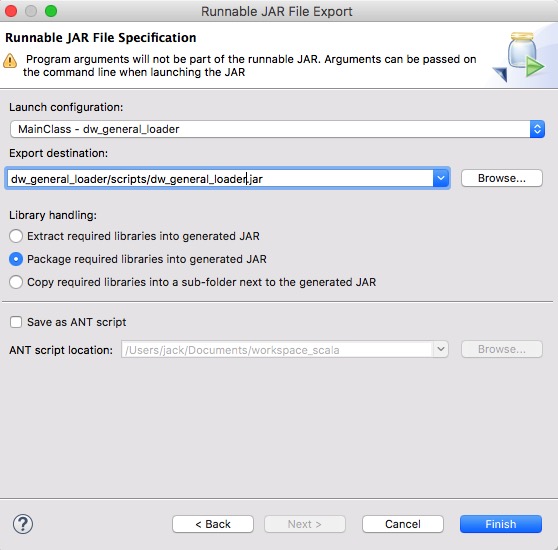 Runnable JAR File Export
Runnable JAR File Specification
Program arguments will not be part of the runnable JAR. Arguments can be passed on
the command line when launching the JAR
Launch configuration:
MainClass - dw_general_loader
Export destination:
dw_general_loader/scripts/dw_general_loader.jar
Browse...
Library handling:
Extract required libraries into generated JAR
Package required libraries into generated JAR
Copy required libraries into a sub-folder next to the generated JAR
Save as ANT script
ANT script location:
/Users/jack/Documents/workspace_scala
Browse...
?
< Back
Next >
Cancel
Finish